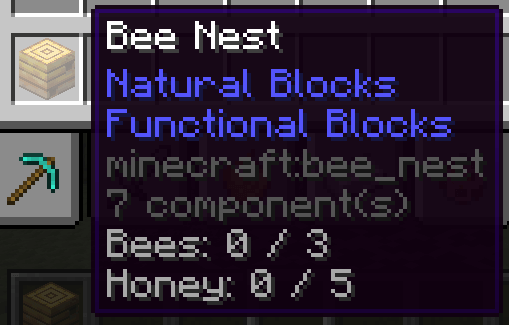 Bee Nest
Natural Blocks
Functional Blocks
minecraft:bee_nest
7 component(s)
Bees: 0 / 3
Honey: 0 / 5